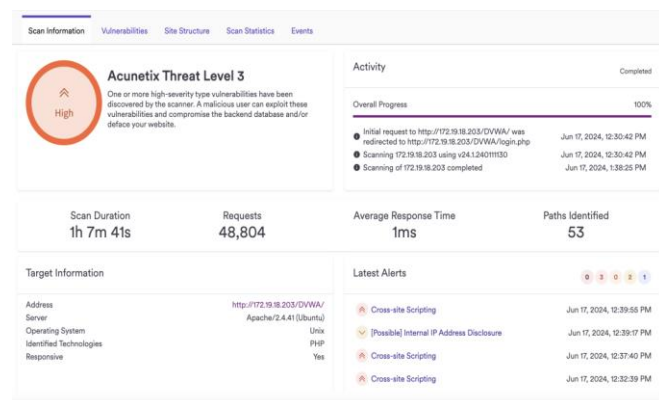 Scan Information Vulnerabilities Site Structure Scan Statistics Events
Acunetix Threat Level 3
One or more high-severity type vulnerabilities have been
discovered by the scanner. A malicious user can exploit these
vulnerabilities and compromise the backend database and/or
deface your website.
High
Activity Completed
Overall Progress 100%
Initial request to http://172.19.18.203/DVWA/ was
redirected to http://172.19.18.203/DVWA/login.php Jun 17, 2024, 12:30:42 PM
Scanning 172.19.18.203 using v24.1.240111130 Jun 17, 2024, 12:30:42 PM
Scanning of 172.19.18.203 completed Jun 17, 2024, 1:38:25 PM
Scan Duration Requests Average Response Time Paths Identified
1h 7m 41s 48,804 1ms 53
Target Information
Address http://172.19.18.203/DVWA/
Server Apache/2.4.41 (Ubuntu)
Operating System Unix
Identified Technologies PHP
Responsive Yes
Latest Alerts 0 3 0 2 1
Cross-site Scripting Jun 17, 2024, 12:39:55 PM
[Possible] Internal IP Address Disclosure Jun 17, 2024, 12:39:17 PM
Cross-site Scripting Jun 17, 2024, 12:37:40 PM
Cross-site Scripting Jun 17, 2024, 12:32:39 PM